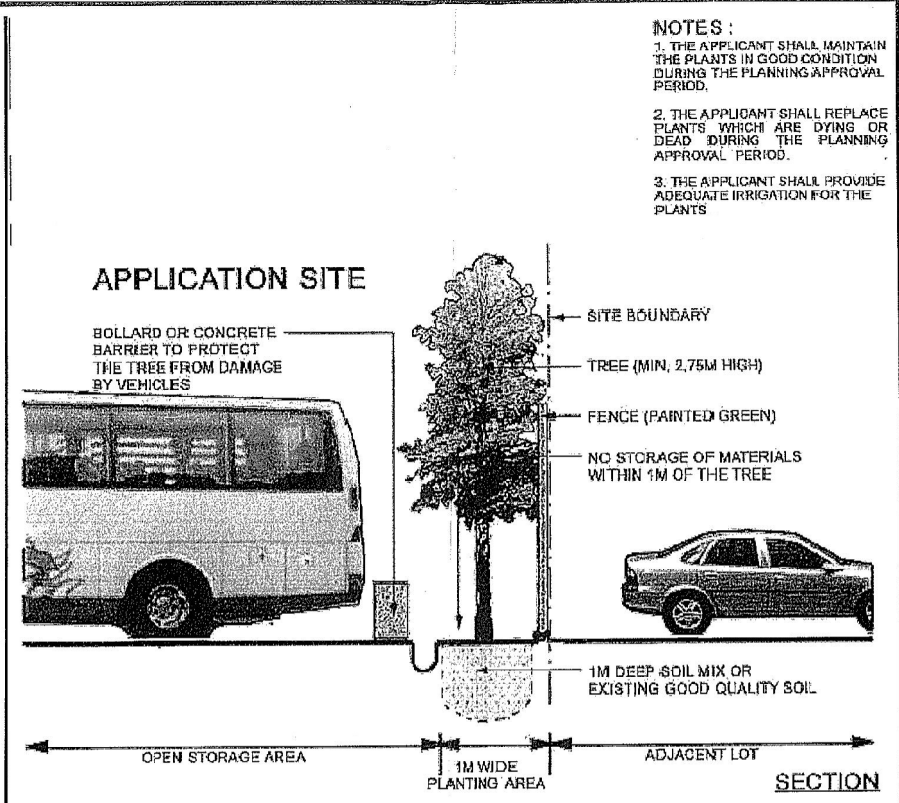 NOTES :
1. THE APPLICANT SHALL MAINTAIN
THE PLANTS IN GOOD CONDITION
DURING THE PLANNING APPROVAL
PERIOD.
2. THE APPLICANT SHALL REPLACE
PLANTS WHICH ARE DYING OR
DEAD DURING THE PLANNING
APPROVAL PERIOD.
3. THE APPLICANT SHALL PROVIDE
ADEQUATE IRRIGATION FOR THE
PLANTS
APPLICATION SITE
BOLLARD OR CONCRETE
BARRIER TO PROTECT
THE TREE FROM DAMAGE
BY VEHICLES
SITE BOUNDARY
TREE (MIN. 2.75M HIGH)
FENCE (PAINTED GREEN)
NO STORAGE OF MATERIALS
WITHIN 1M OF THE TREE
1M DEEP SOIL MIX OR
EXISTING GOOD QUALITY SOIL
OPEN STORAGE AREA
1M WIDE
PLANTING AREA
ADJACENT LOT
SECTION